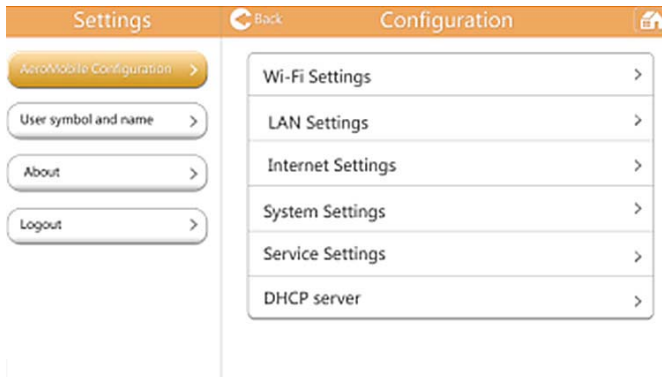 Settings
AeroMobile Configuration
User symbol and name
About
Logout
Back
Configuration
Wi-Fi Settings
LAN Settings
Internet Settings
System Settings
Service Settings
DHCP server